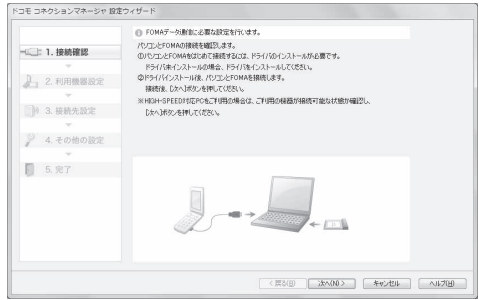 ドコモ コネクションマネージャ 設定ウィザード
FOMAデータ通信に必要な設定を行います。
パソコンとFOMAの接続を確認します。
①パソコンとFOMAをはじめて接続するには、ドライバのインストールが必要です。
ドライバ未インストールの場合、ドライバをインストールしてください。
②ドライバインストール後、パソコンとFOMAを接続します。
接続後、[次へ]ボタンを押してください。
※HIGH-SPEED対応PCをご利用の場合は、ご利用の機器が接続可能な状態か確認し、
[次へ]ボタンを押してください。
1. 接続確認
2. 利用機器設定
3. 接続先設定
4. その他の設定
5. 完了
< 戻る(B)
次へ(N) >
キャンセル
ヘルプ(H)